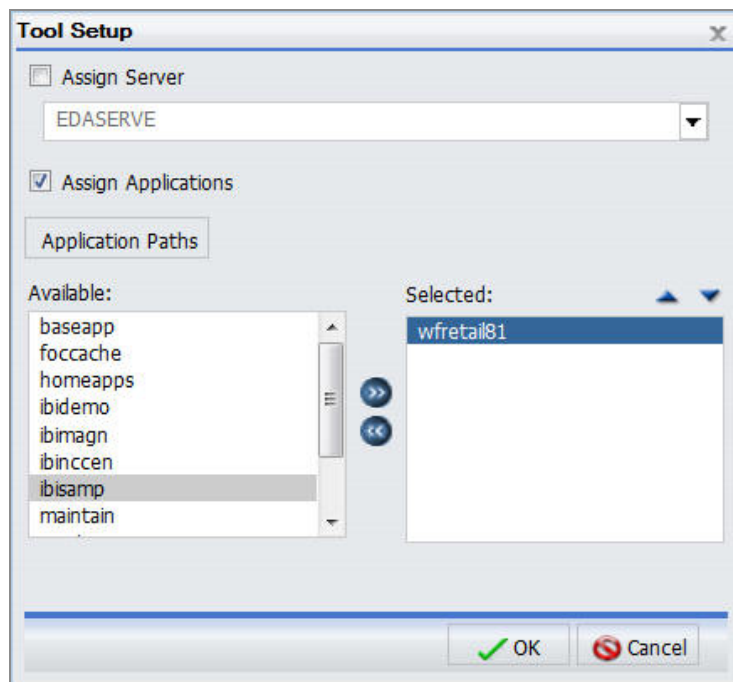 Tool Setup
Assign Server
EDASERVE
Assign Applications
Application Paths
Available:
Selected:
baseapp
foccache
homeapps
ibidemo
ibimagn
ibinccen
ibisamp
maintain
wfretail81
OK
Cancel